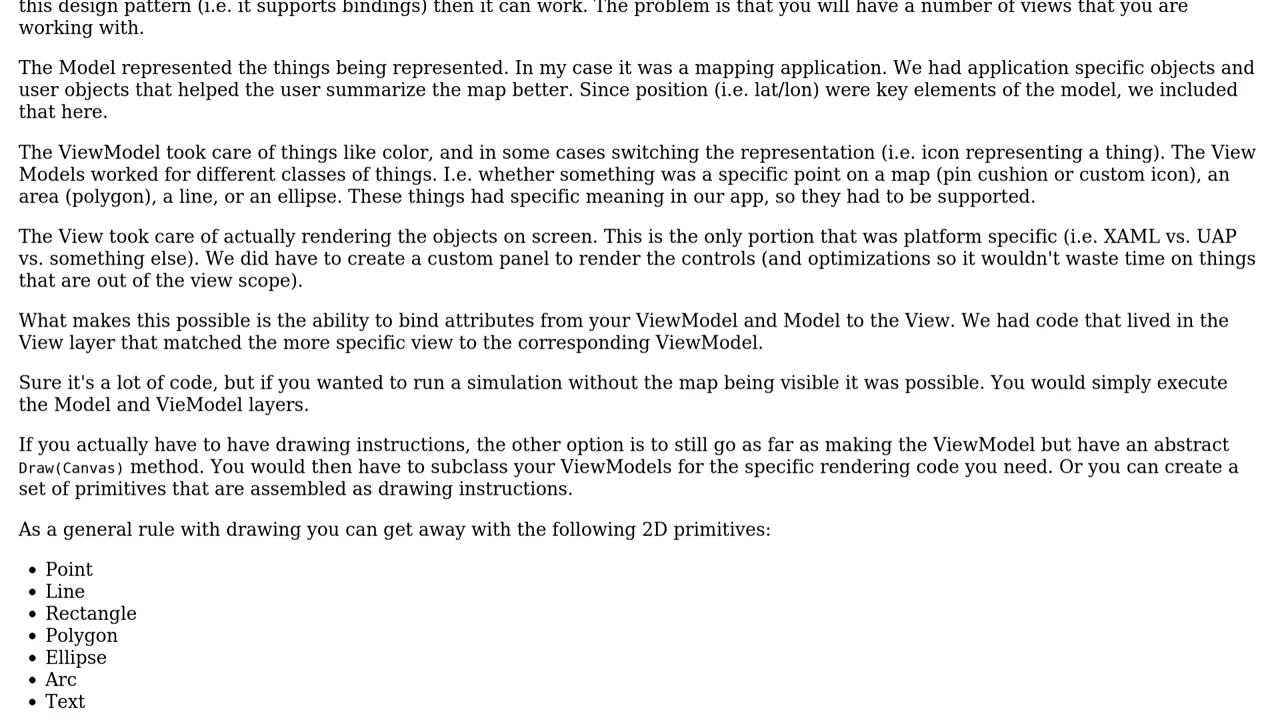 this design pattern (i.e. it supports bindings) then it can work. The problem is that you will have a number of views that you are
working with.
The Model represented the things being represented. In my case it was a mapping application. We had application specific objects and
user objects that helped the user summarize the map better. Since position (i.e. lat/lon) were key elements of the model, we included
that here.
The ViewModel took care of things like color, and in some cases switching the representation (i.e. icon representing a thing). The View
Models worked for different classes of things. I.e. whether something was a specific point on a map (pin cushion or custom icon), an
area (polygon), a line, or an ellipse. These things had specific meaning in our app, so they had to be supported.
The View took care of actually rendering the objects on screen. This is the only portion that was platform specific (i.e. XAML vs. UAP
vs. something else). We did have to create a custom panel to render the controls (and optimizations so it wouldn't waste time on things
that are out of the view scope).
What makes this possible is the ability to bind attributes from your ViewModel and Model to the View. We had code that lived in the
View layer that matched the more specific view to the corresponding ViewModel.
Sure it's a lot of code, but if you wanted to run a simulation without the map being visible it was possible. You would simply execute
the Model and VieModel layers.
If you actually have to have drawing instructions, the other option is to still go as far as making the ViewModel but have an abstract
Draw(Canvas) method. You would then have to subclass your ViewModels for the specific rendering code you need. Or you can create a
set of primitives that are assembled as drawing instructions.
As a general rule with drawing you can get away with the following 2D primitives:
• Point
• Line
• Rectangle
• Polygon
• Ellipse
• Arc
• Text